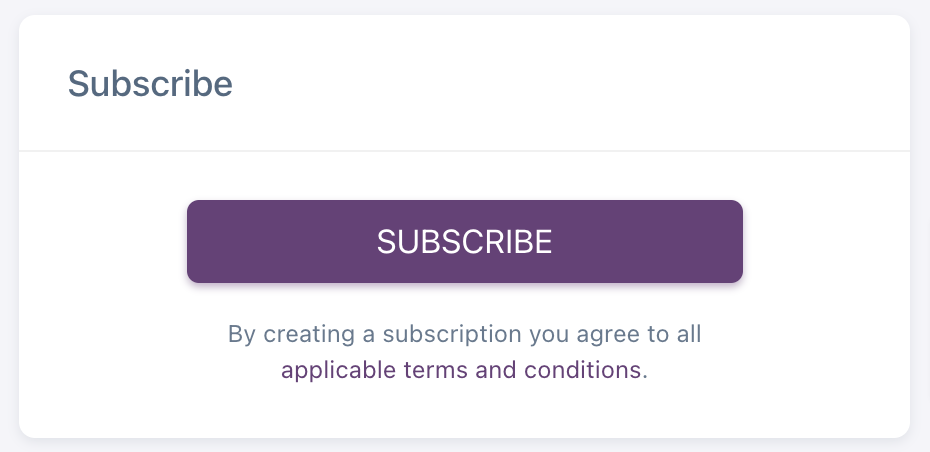 Subscribe
SUBSCRIBE
By creating a subscription you agree to all
applicable terms and conditions.